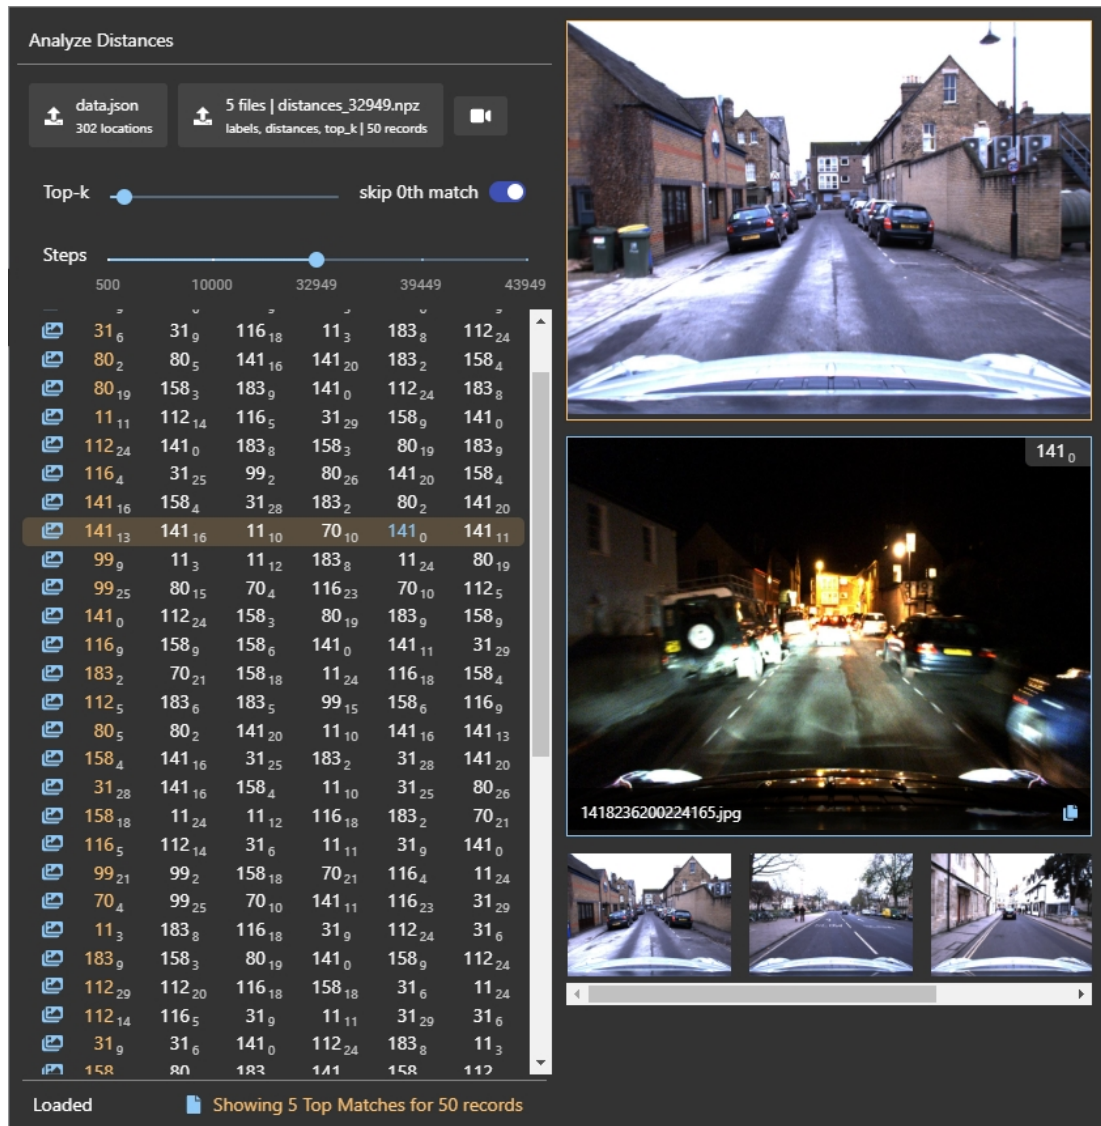 Analyze Distances
data.json
302 locations
5 files | distances_32949.npz
labels, distances, top_k | 50 records
Top-k
skip 0th match
Steps
500 10000 32949 39449 43949
31 6 31 9 116 18 11 3 183 8 112 24
80 2 80 5 141 16 141 20 183 2 158 4
80 19 158 3 183 9 141 0 112 24 183 8
11 11 112 14 116 5 31 29 158 9 141 0
112 24 141 0 183 8 158 3 80 19 183 9
116 4 31 25 99 2 80 26 141 20 158 4
141 16 158 4 31 28 183 2 80 2 141 20
141 13 141 16 11 10 70 10 141 0 141 11
99 9 11 3 11 12 183 8 11 24 80 19
99 25 80 15 70 4 116 23 70 10 112 5
141 0 112 24 158 3 80 19 183 9 158 9
116 9 158 9 158 6 141 0 141 11 31 29
183 2 70 21 158 18 11 24 116 18 158 4
112 5 183 6 183 5 99 15 158 6 116 9
80 5 80 2 141 20 11 10 141 16 141 13
158 4 141 16 31 25 183 2 31 28 141 20
31 28 141 16 158 4 11 10 31 25 80 26
158 18 11 24 11 12 116 18 183 2 70 21
116 5 112 14 31 6 11 11 31 9 141 0
99 21 99 2 158 18 70 21 116 4 11 24
70 4 99 25 70 10 141 11 116 23 31 29
11 3 183 8 116 18 31 9 112 24 31 6
183 9 158 3 80 19 141 0 158 9 112 24
112 29 112 20 116 18 158 18 31 6 11 24
112 14 116 5 31 9 11 11 31 29 31 6
31 9 31 6 141 0 112 24 183 8 11 3
158 80 183 141 158 112
Loaded
Showing 5 Top Matches for 50 records
141 0
1418236200224165.jpg